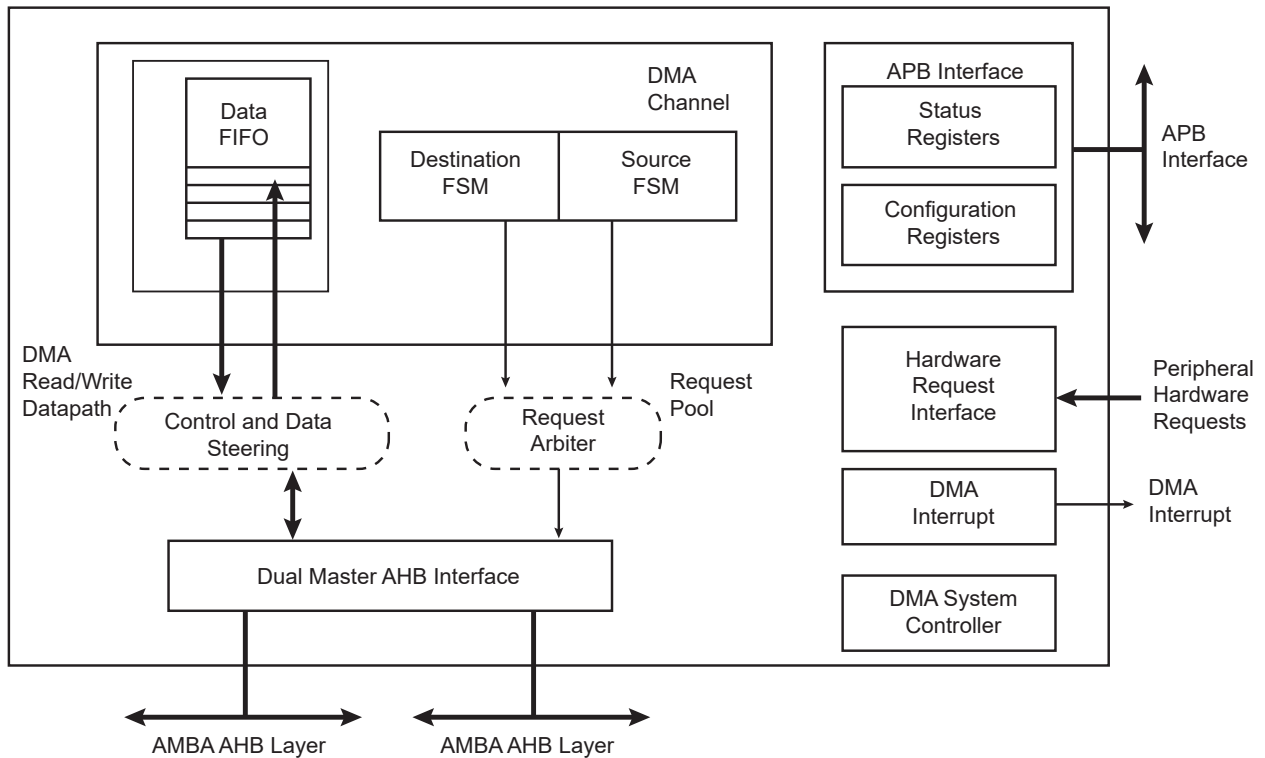 Data
FIFO
DMA
Channel
Destination
FSM
Source
FSM
APB Interface
Status
Registers
Configuration
Registers
APB
Interface
DMA
Read/Write
Datapath
Control and Data
Steering
Request
Arbiter
Request
Pool
Hardware
Request
Interface
Peripheral
Hardware
Requests
DMA
Interrupt
DMA
Interrupt
Dual Master AHB Interface
DMA System
Controller
AMBA AHB Layer
AMBA AHB Layer